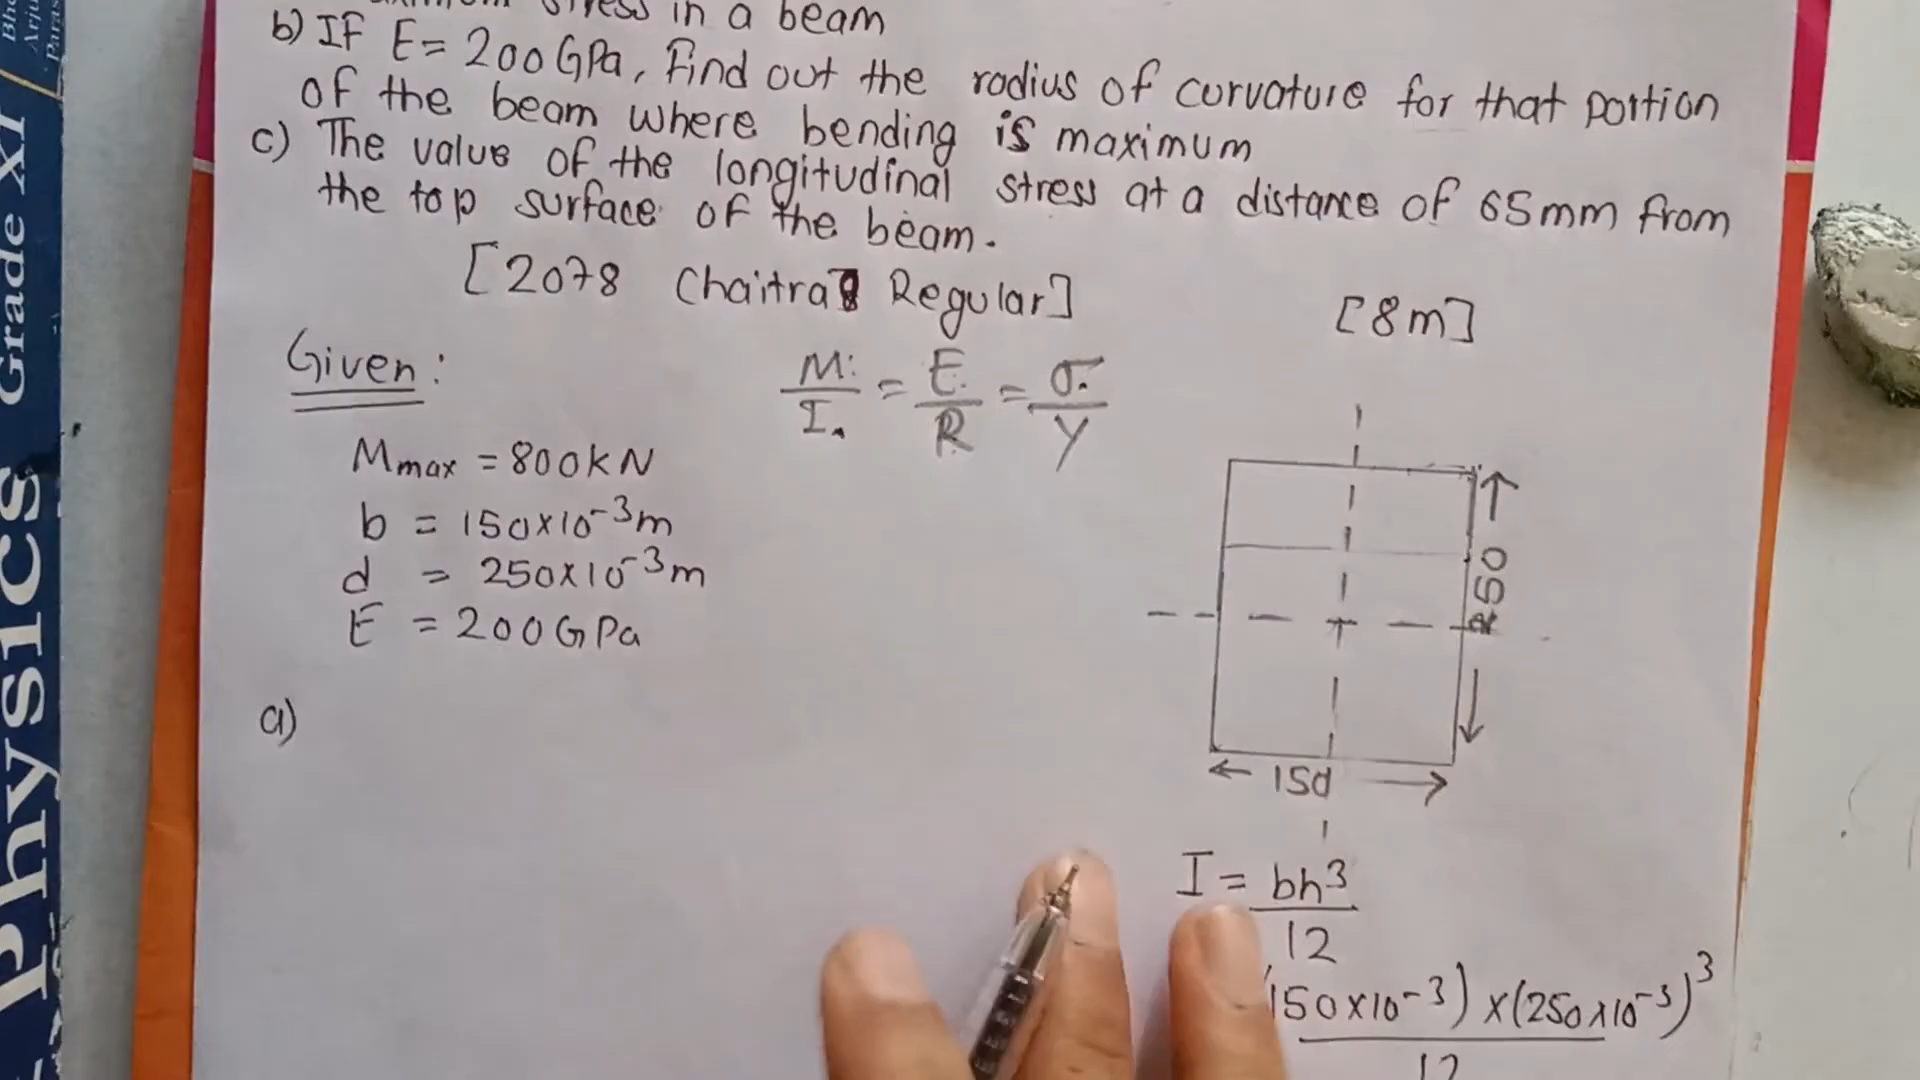 stress in a beam
b) IF E = 200 GPa, Find out the radius of curvature for that portion
of the beam where bending is maximum
c) The value of the longitudinal stress at a distance of 65mm from
the top surface of the beam.
[2078 Chaitra Regular] [8m]
Given:
M/I = E/R = σ/Y
Mmax = 800kN
b = 150×10⁻³m
d = 250×10⁻³m
E = 200GPa
250
a)
150
I = bh³/12
(150×10⁻³)×(250×10⁻³)³
12
Physics Grade XI